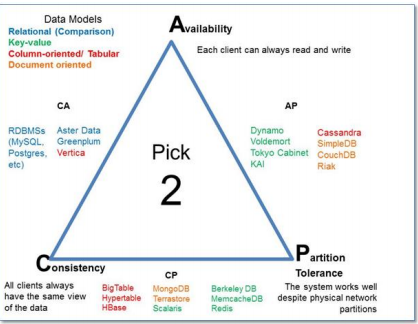 Data Models
Relational (Comparison)
Key-value
Column-oriented/ Tabular
Document oriented
Availability
Each client can always read and write
CA
RDBMSs
(MySQL,
Postgres,
etc)
Aster Data
Greenplum
Vertica
Pick
2
AP
Dynamo
Voldemort
Tokyo Cabinet
KAI
Cassandra
SimpleDB
CouchDB
Riak
Consistency
All clients always
have the same view
of the data
CP
BigTable
Hypertable
HBase
MongoDB
Terrastore
Scalaris
Berkeley DB
MemcacheDB
Redis
Partition
Tolerance
The system works well
despite physical network
partitions